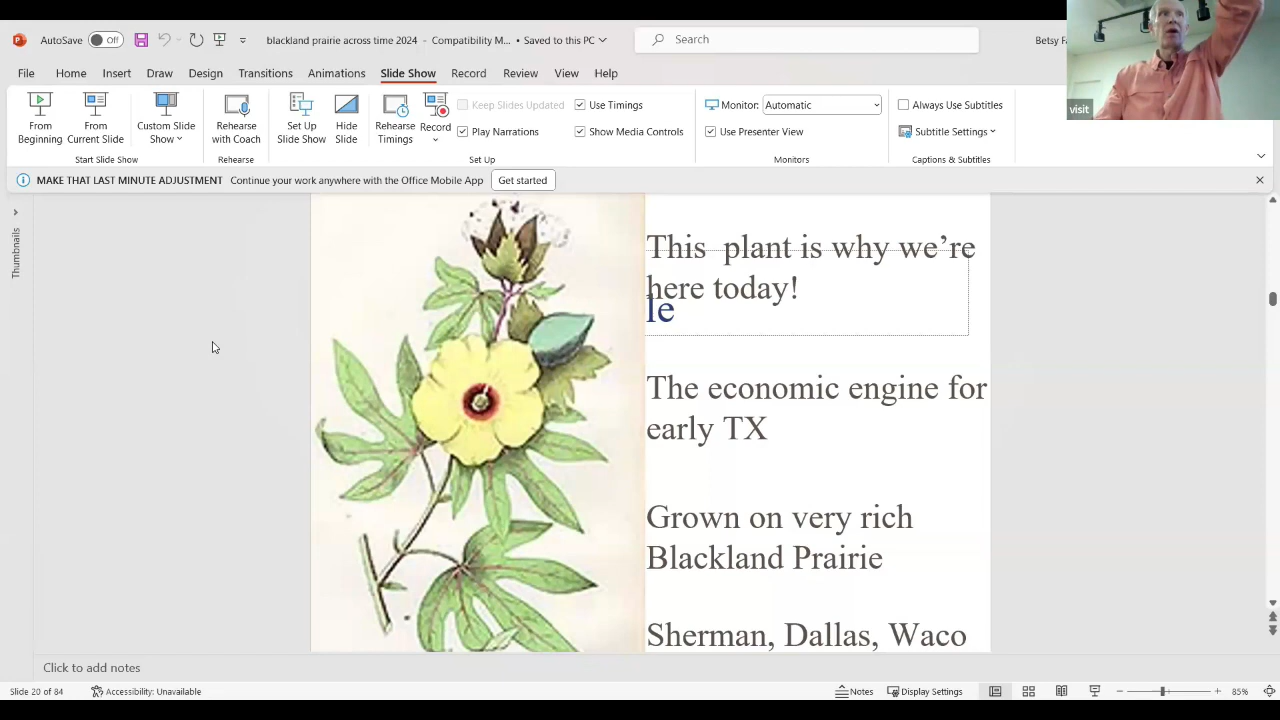 AutoSave Off blackland prairie across time 2024 - Compatibility M... • Saved to this PC Search Betsy Fa
visit
File Home Insert Draw Design Transitions Animations Slide Show Record Review View Help
From Beginning
From Current Slide
Custom Slide Show
Rehearse with Coach
Set Up Slide Show
Hide Slide
Rehearse Timings
Record
Keep Slides Updated
Play Narrations
Use Timings
Show Media Controls
Monitor: Automatic
Use Presenter View
Always Use Subtitles
Subtitle Settings
Start Slide Show Rehearse Set Up Monitors Captions & Subtitles
MAKE THAT LAST MINUTE ADJUSTMENT Continue your work anywhere with the Office Mobile App Get started
Thumbnails
This plant is why we're
here today!
le
The economic engine for
early TX
Grown on very rich
Blackland Prairie
Sherman, Dallas, Waco
Click to add notes
Slide 20 of 84 Accessibility: Unavailable Notes Display Settings 85%